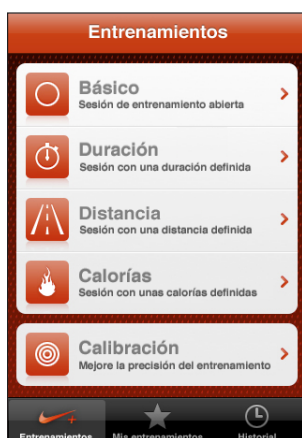 Entrenamientos
Básico
Sesión de entrenamiento abierta
Duración
Sesión con una duración definida
Distancia
Sesión con una distancia definida
Calorías
Sesión con unas calorías definidas
Calibración
Mejore la precisión del entrenamiento
Entrenamientos Mis entrenamientos Historial